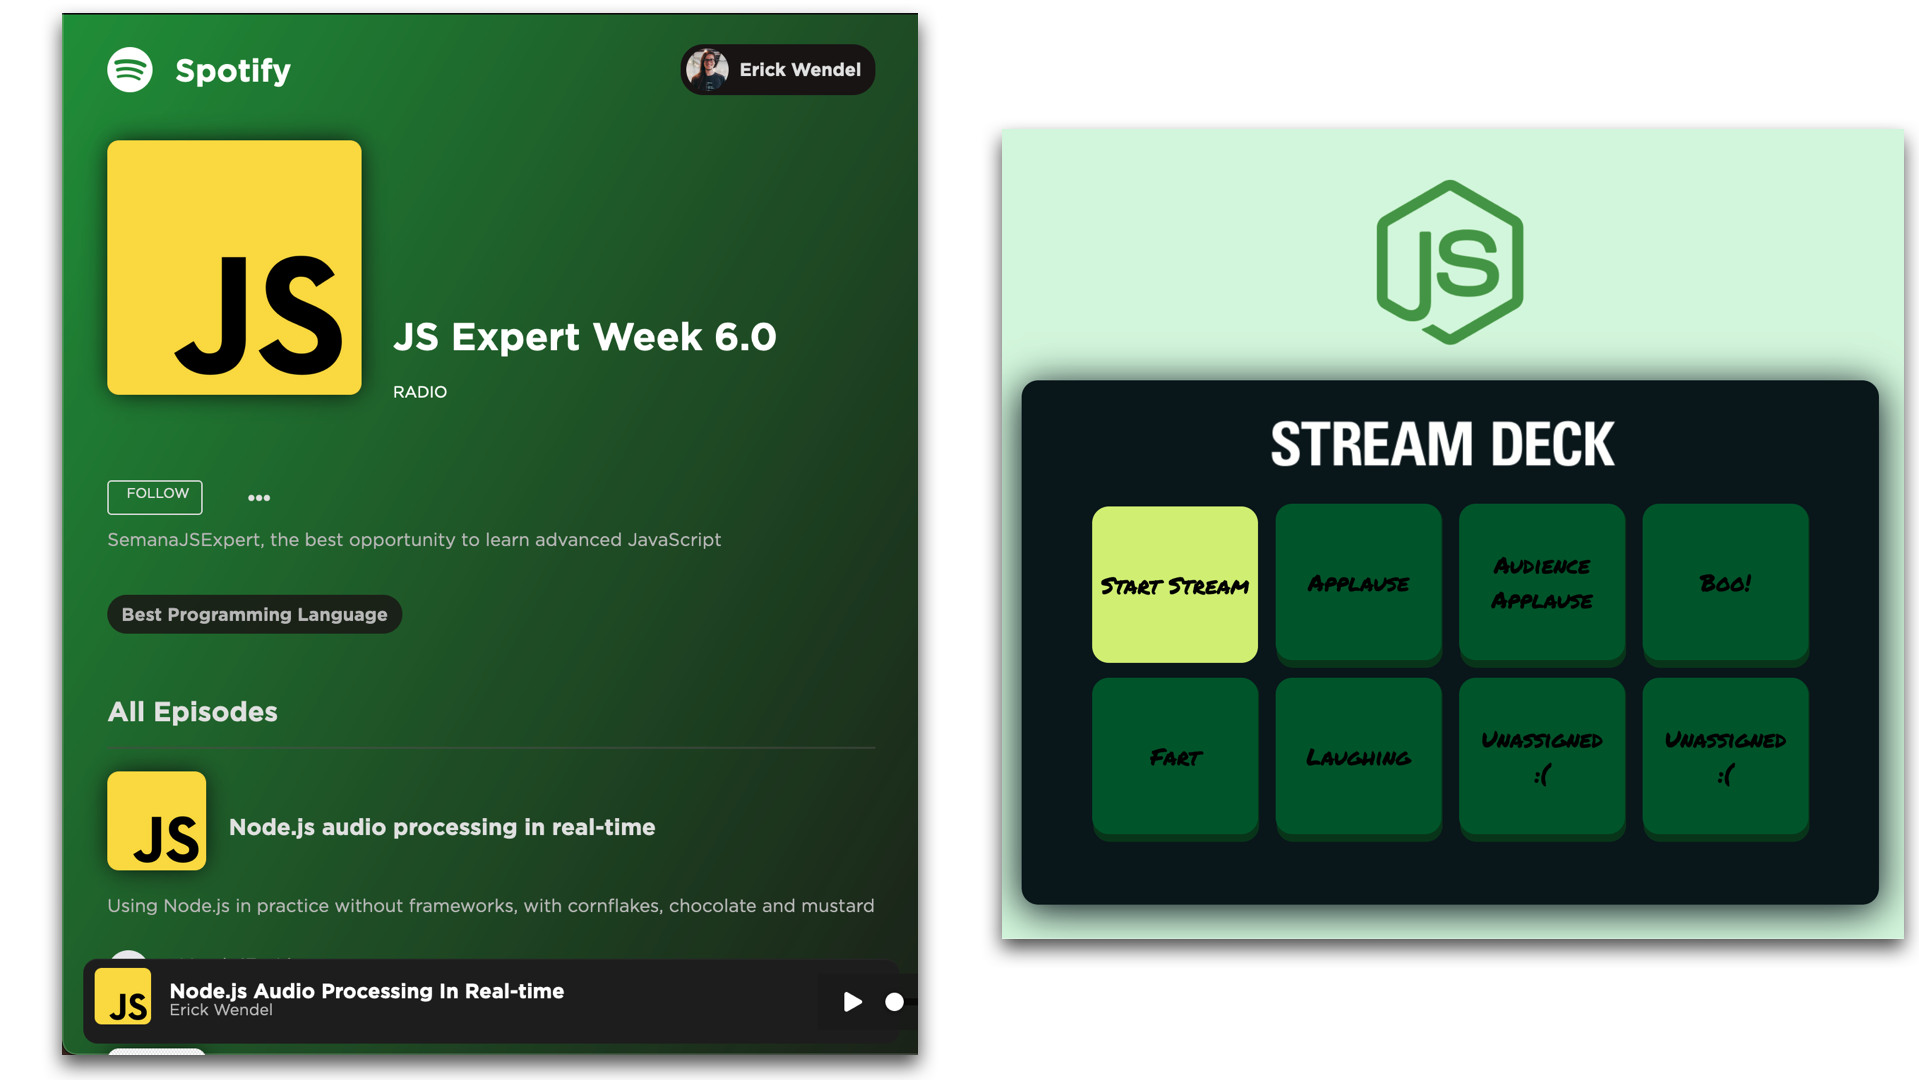 Spotify
Erick Wendel
JS
JS Expert Week 6.0
RADIO
FOLLOW
SemanaJSExpert, the best opportunity to learn advanced JavaScript
Best Programming Language
All Episodes
JS
Node.js audio processing in real-time
Using Node.js in practice without frameworks, with cornflakes, chocolate and mustard
JS
Node.js Audio Processing In Real-time
Erick Wendel
JS
STREAM DECK
Start Stream
Applause
Audience
Applause
Boo!
Fart
Laughing
Unassigned
:(
Unassigned
:(